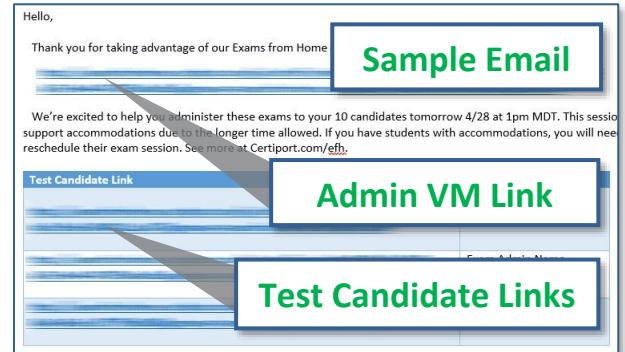 Hello,
Thank you for taking advantage of our Exams from Home
Sample Email
We're excited to help you administer these exams to your 10 candidates tomorrow 4/28 at 1pm MDT. This
support accommodations due to the longer time allowed. If you have students with accommodations, you will
reschedule their exam session. See more at Certiport.com/efh.
Test Candidate Link
Admin VM Link
Exam Admin Name
Test Candidate Links